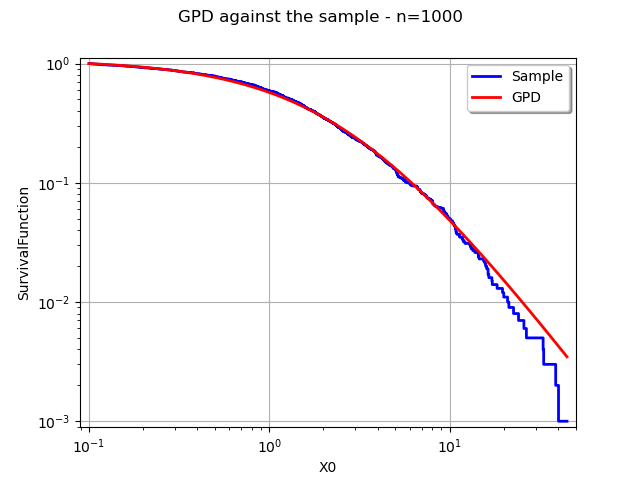 GPD against the sample - n=1000
10⁰
10⁻¹
10⁻²
10⁻³
SurvivalFunction
Sample
GPD
10⁻¹
10⁰
10¹
X0